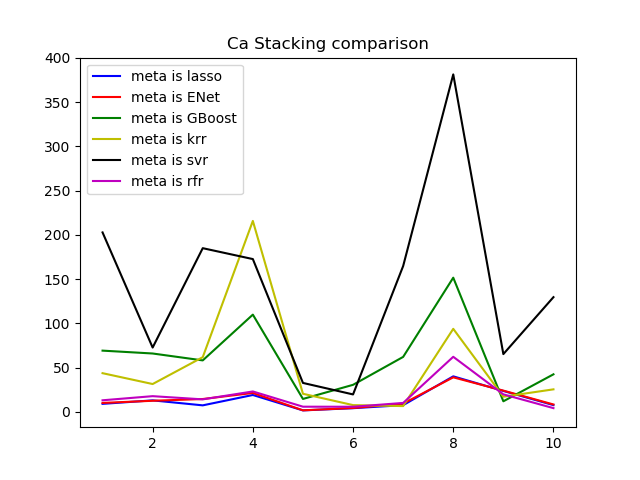 Ca Stacking comparison
400
350
300
250
200
150
100
50
0
meta is lasso
meta is ENet
meta is GBoost
meta is krr
meta is svr
meta is rfr
2 4 6 8 10